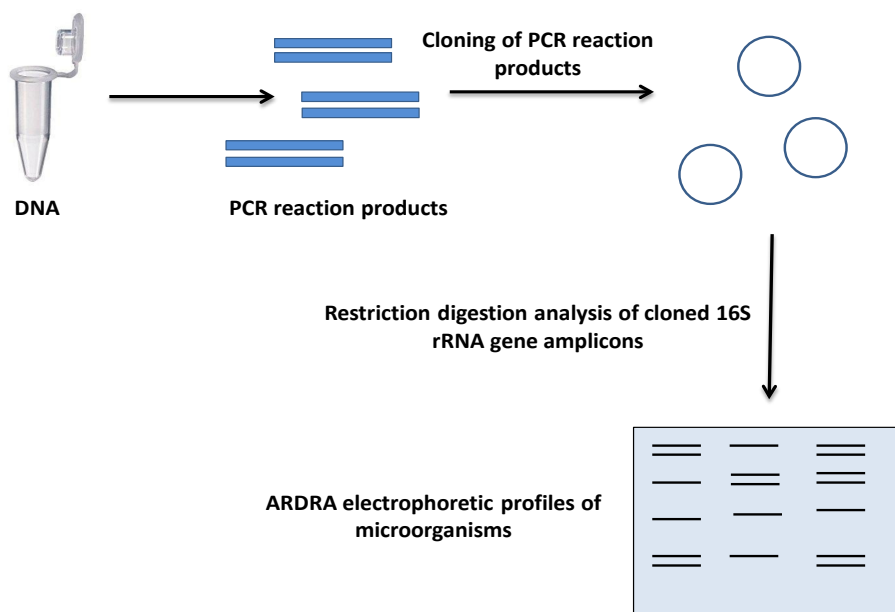 Cloning of PCR reaction
products
DNA
PCR reaction products
Restriction digestion analysis of cloned 16S
rRNA gene amplicons
ARDRA electrophoretic profiles of
microorganisms